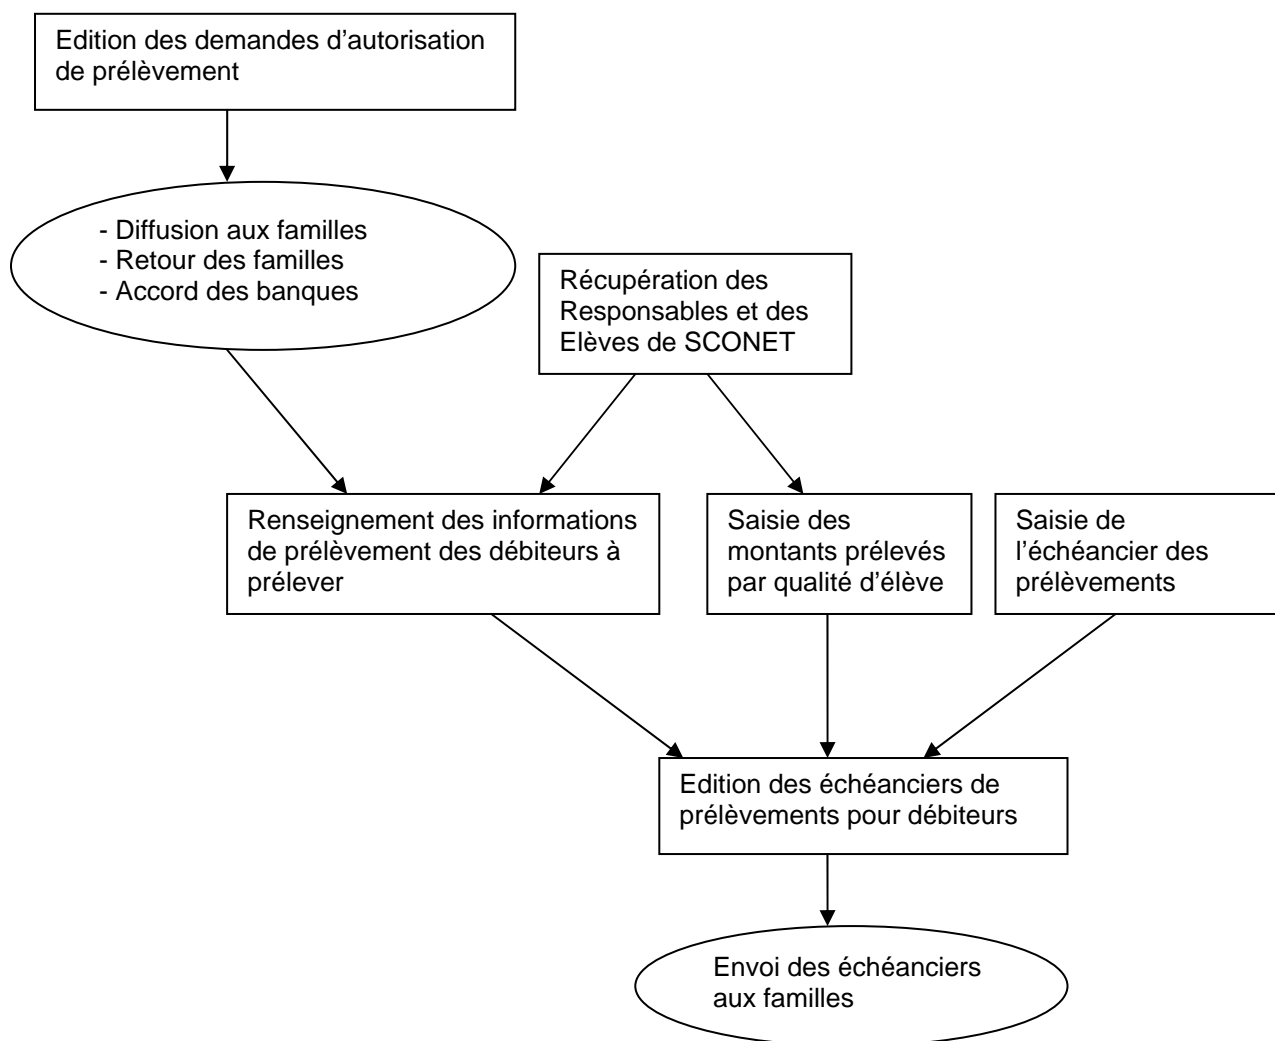 Edition des demandes d’autorisation
de prélèvement
- Diffusion aux familles
- Retour des familles
- Accord des banques
Récupération des
Responsables et des
Elèves de SCONET
Renseignement des informations
de prélèvement des débiteurs à
prélever
Saisie des
montants prélevés
par qualité d’élève
Saisie de
l’échéancier des
prélèvements
Edition des échéanciers de
prélèvements pour débiteurs
Envoi des échéanciers
aux familles